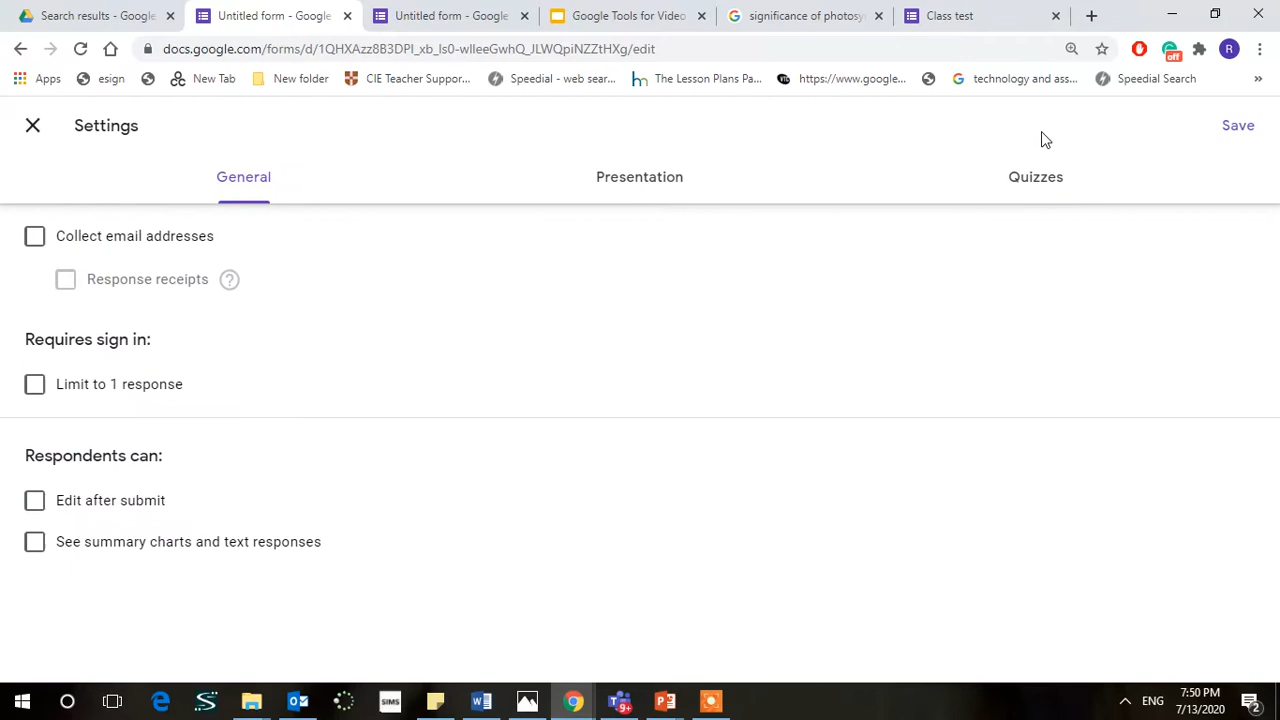 Search results - Google
Untitled form - Google
Untitled form - Google
Google Tools for Video
significance of photosy
Class test
docs.google.com/forms/d/1QHXAzz8B3DPI_xb_ls0-wlleeGwhQ_JLWQpiNZZtHXg/edit
R
off
Apps
esign
New Tab
New folder
CIE Teacher Suppor...
Speedial - web sear...
The Lesson Plans Pa...
https://www.google...
technology and ass...
Speedial Search
»
Settings
Save
General
Presentation
Quizzes
Collect email addresses
Response receipts ?
Requires sign in:
Limit to 1 response
Respondents can:
Edit after submit
See summary charts and text responses
SIMS
9+
ENG
7:50 PM
7/13/2020
2